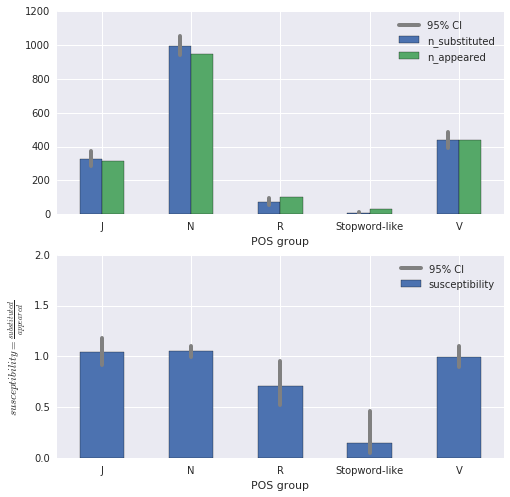 1200
1000
800
600
400
200
0
95% CI
n_substituted
n_appeared
J N R Stopword-like V
POS group
2.0
1.5
1.0
0.5
0.0
susceptibility = substituted/appeared
95% CI
susceptibility
J N R Stopword-like V
POS group